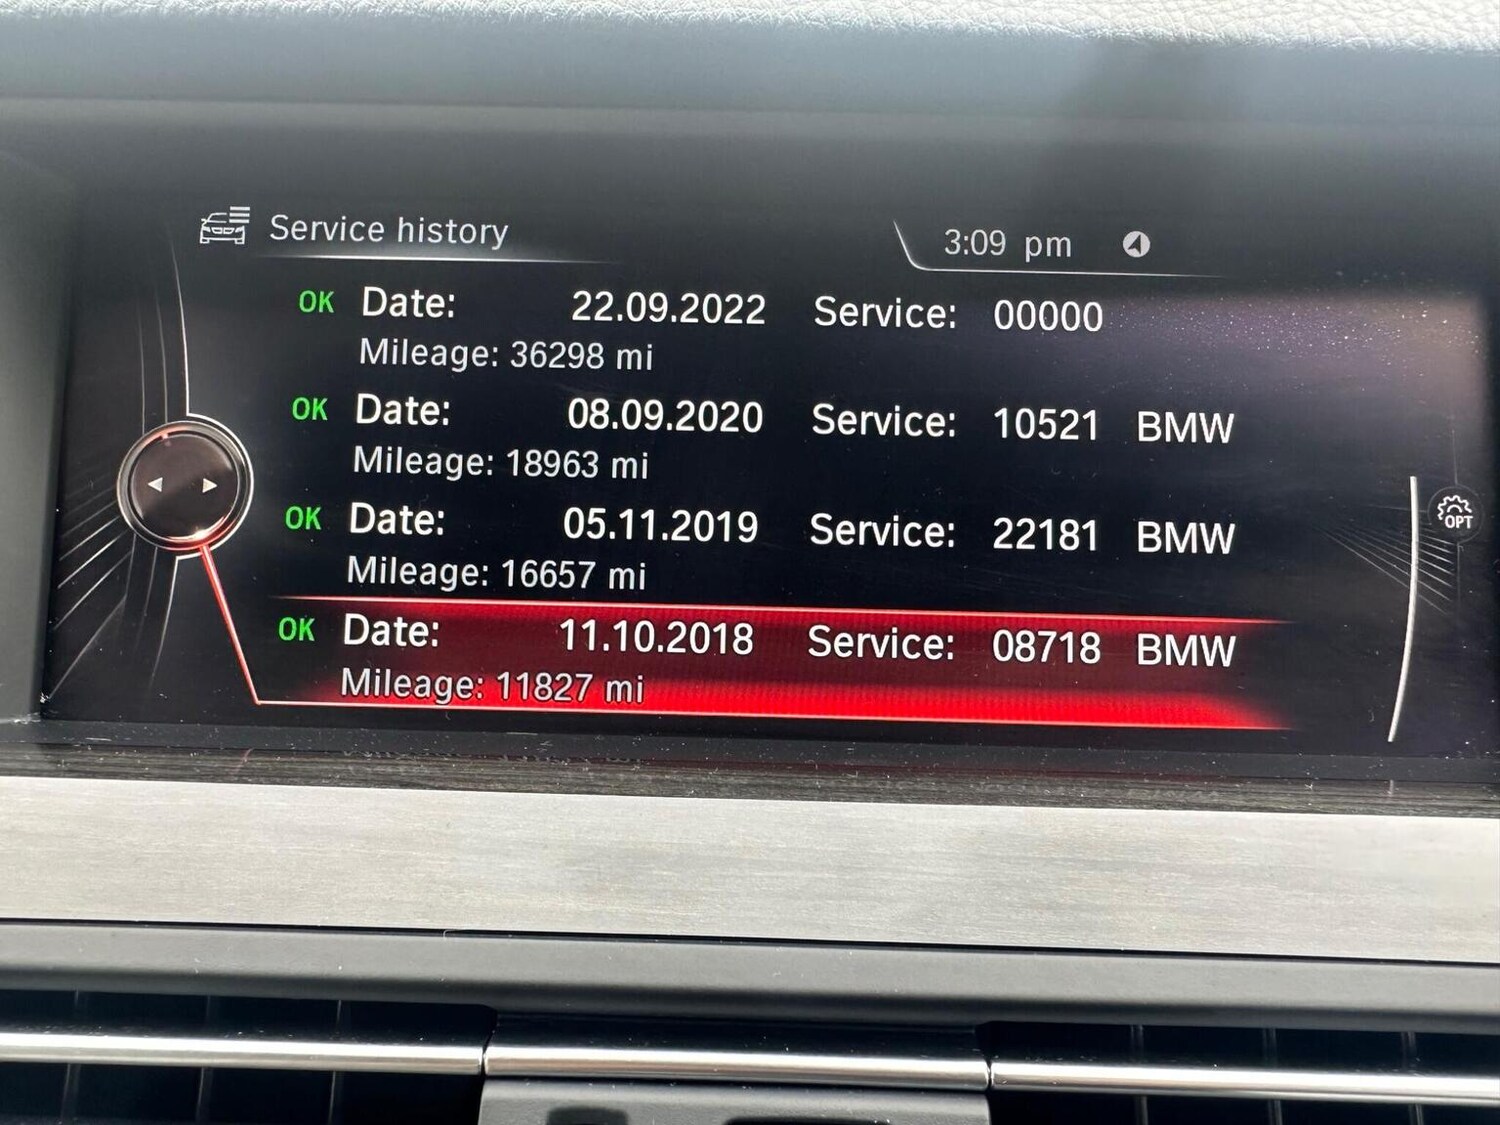 Service history 3:09 pm
OK Date: 22.09.2022 Service: 00000
Mileage: 36298 mi
OK Date: 08.09.2020 Service: 10521 BMW
Mileage: 18963 mi
OK Date: 05.11.2019 Service: 22181 BMW
Mileage: 16657 mi
OK Date: 11.10.2018 Service: 08718 BMW
Mileage: 11827 mi
OPT